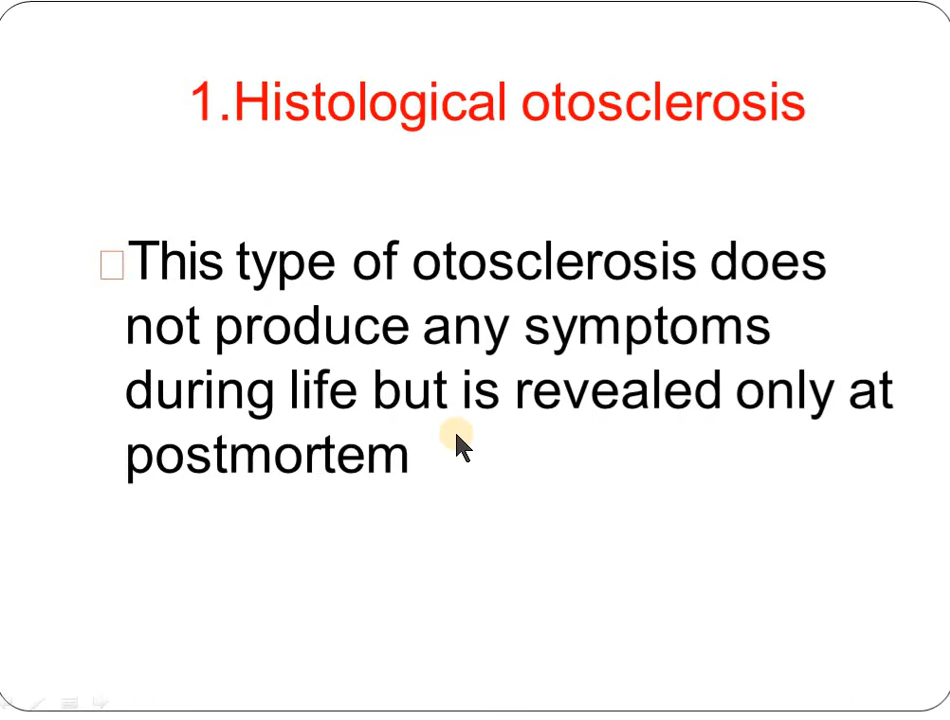 1.Histological otosclerosis
This type of otosclerosis does
not produce any symptoms
during life but is revealed only at
postmortem